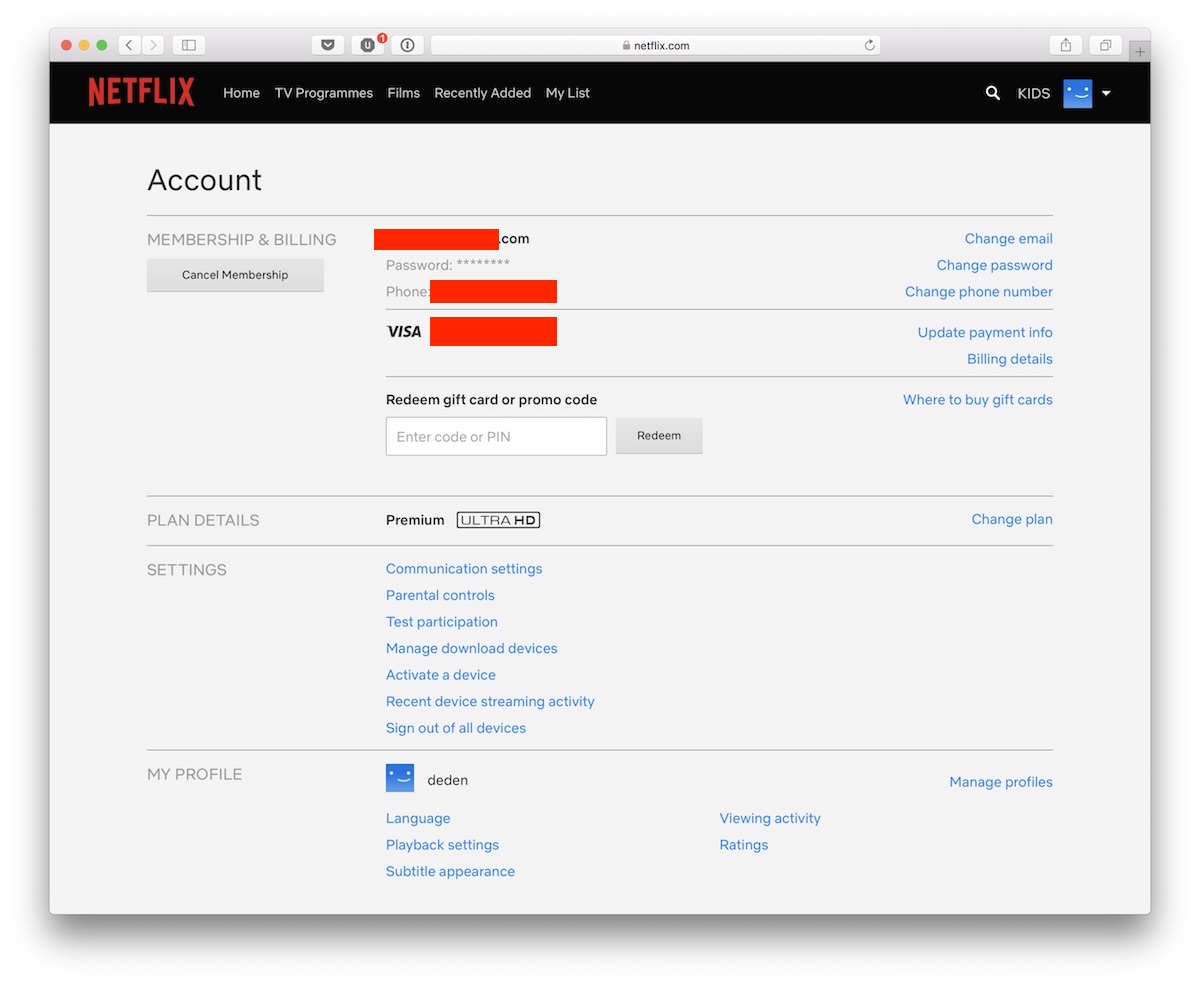 netflix.com
1
NETFLIX Home TV Programmes Films Recently Added My List KIDS
Account
MEMBERSHIP & BILLING .com Change email
Cancel Membership Password: ******** Change password
Phone: Change phone number
VISA Update payment info
Billing details
Redeem gift card or promo code Where to buy gift cards
Enter code or PIN Redeem
PLAN DETAILS Premium ULTRA HD Change plan
SETTINGS Communication settings
Parental controls
Test participation
Manage download devices
Activate a device
Recent device streaming activity
Sign out of all devices
MY PROFILE deden Manage profiles
Language Viewing activity
Playback settings Ratings
Subtitle appearance